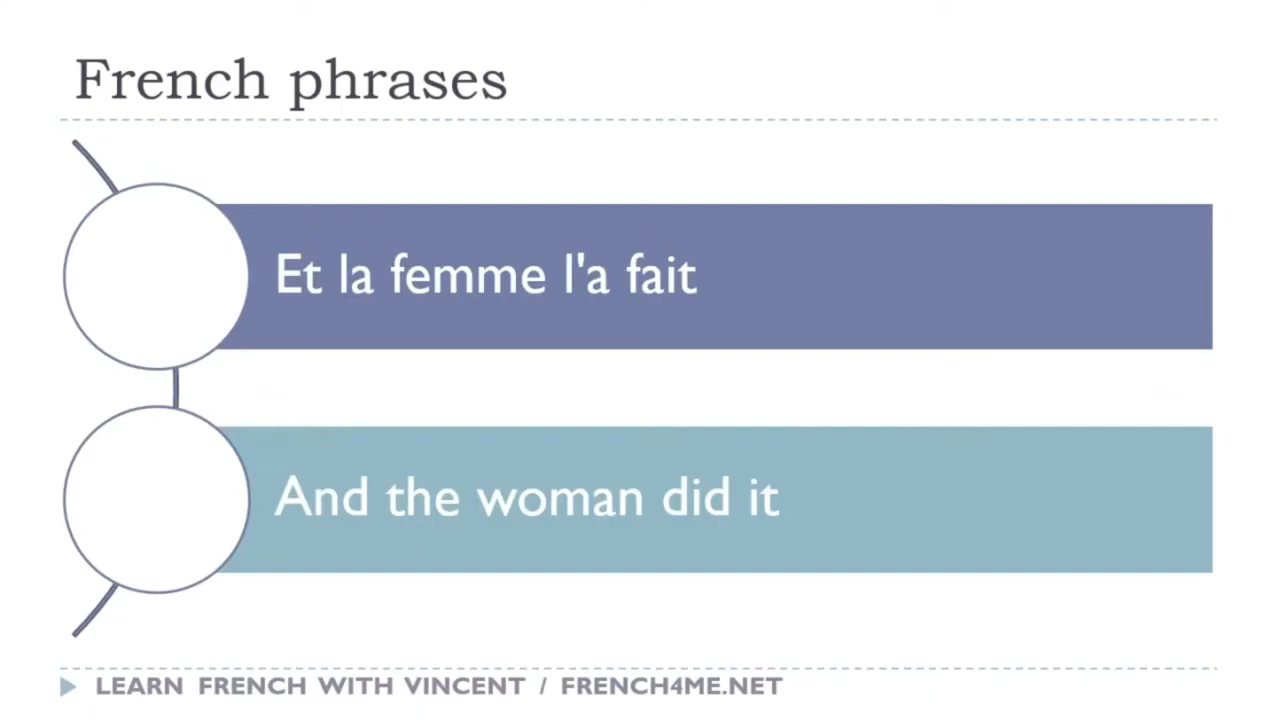 French phrases
Et la femme l'a fait
And the woman did it
LEARN FRENCH WITH VINCENT / FRENCH4ME.NET